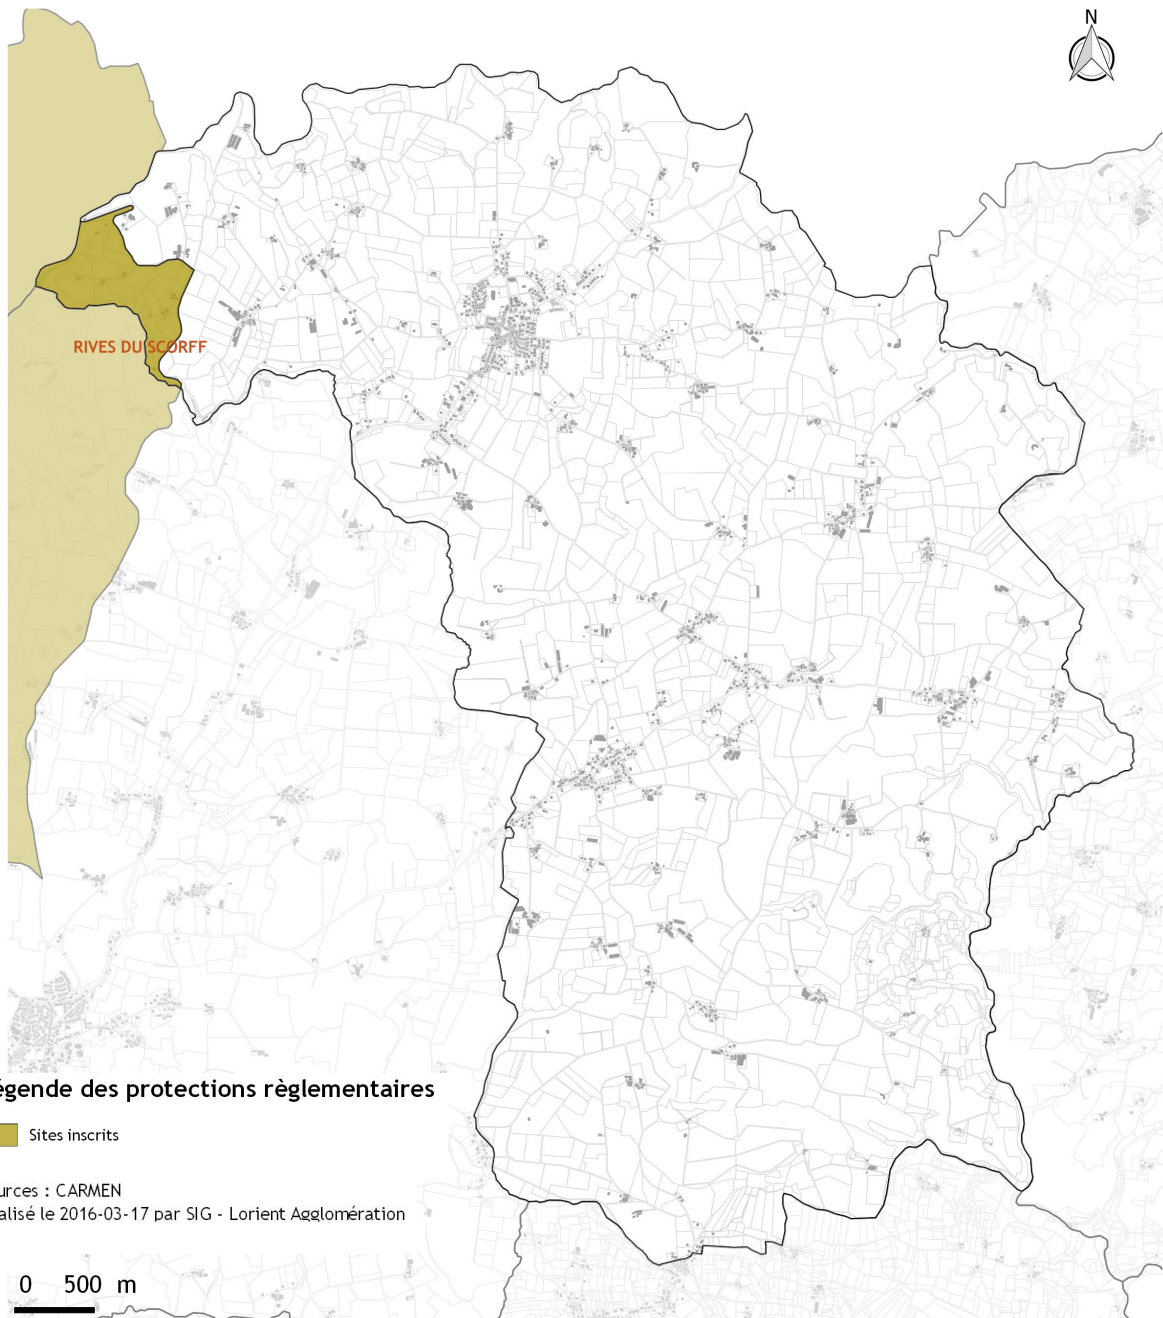 N
RIVES DU SCORFF
égende des protections règlementaires
Sites inscrits
urces : CARMEN
alisé le 2016-03-17 par SIG - Lorient Agglomération
0 500 m